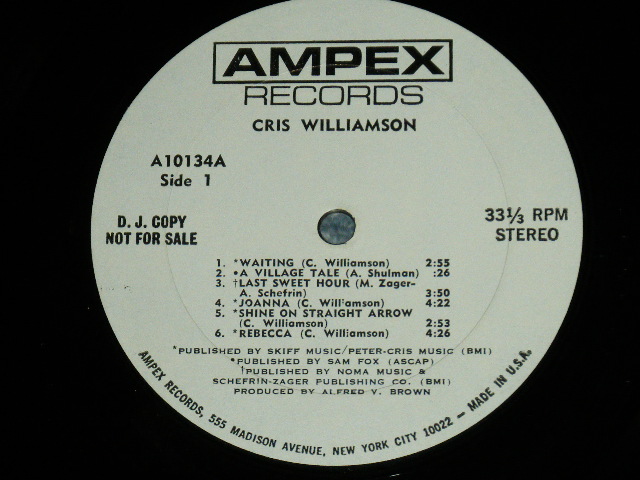 AMPEX
RECORDS
CRIS WILLIAMSON
A10134A
Side 1
D. J. COPY
NOT FOR SALE
33⅓ RPM
STEREO
1. *WAITING (C. Williamson) 2:55
2. •A VILLAGE TALE (A. Shulman) :26
3. †LAST SWEET HOUR (M. Zager-
A. Schefrin) 3:50
4. *JOANNA (C. Williamson) 4:22
5. *SHINE ON STRAIGHT ARROW
(C. Williamson) 2:53
6. *REBECCA (C. Williamson) 4:26
*PUBLISHED BY SKIFF MUSIC/PETER-CRIS MUSIC (BMI)
•PUBLISHED BY SAM FOX (ASCAP)
†PUBLISHED BY NOMA MUSIC &
SCHEFRIN-ZAGER PUBLISHING CO. (BMI)
PRODUCED BY ALFRED V. BROWN
AMPEX RECORDS, 555 MADISON AVENUE, NEW YORK CITY 10022 — MADE IN U.S.A.